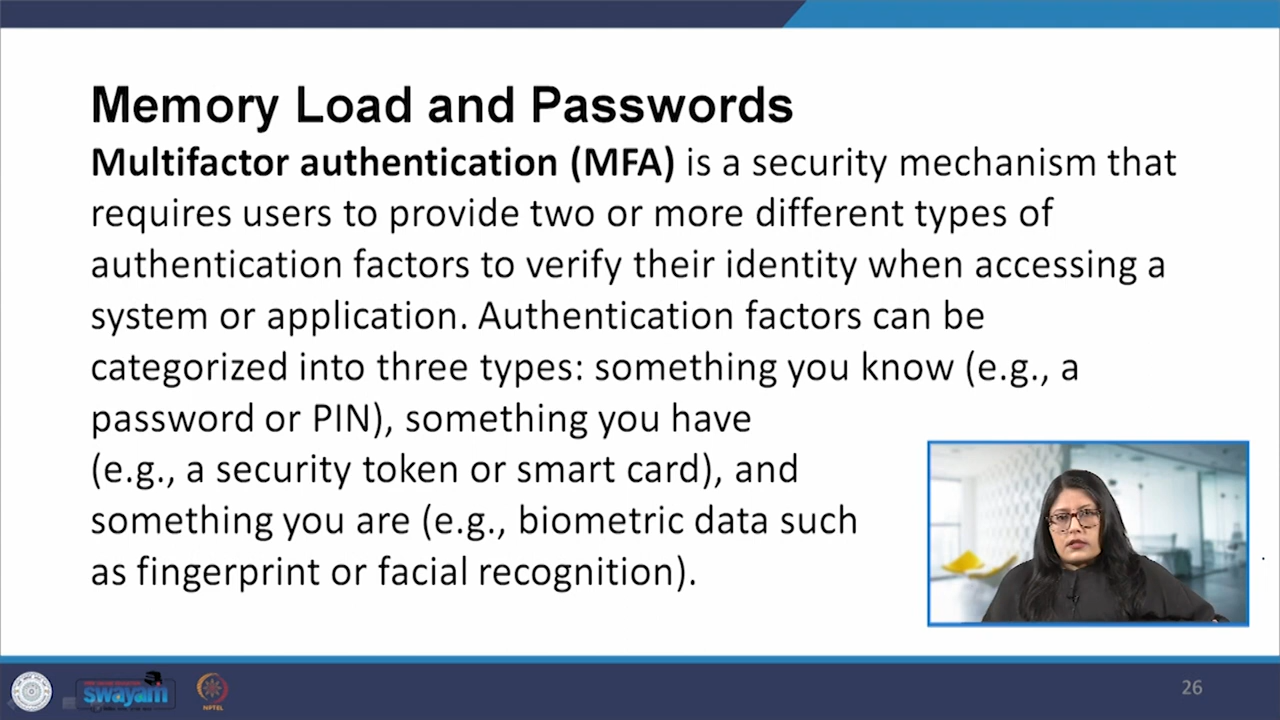 Memory Load and Passwords
Multifactor authentication (MFA) is a security mechanism that
requires users to provide two or more different types of
authentication factors to verify their identity when accessing a
system or application. Authentication factors can be
categorized into three types: something you know (e.g., a
password or PIN), something you have
(e.g., a security token or smart card), and
something you are (e.g., biometric data such
as fingerprint or facial recognition).
swayam
NPTEL
26